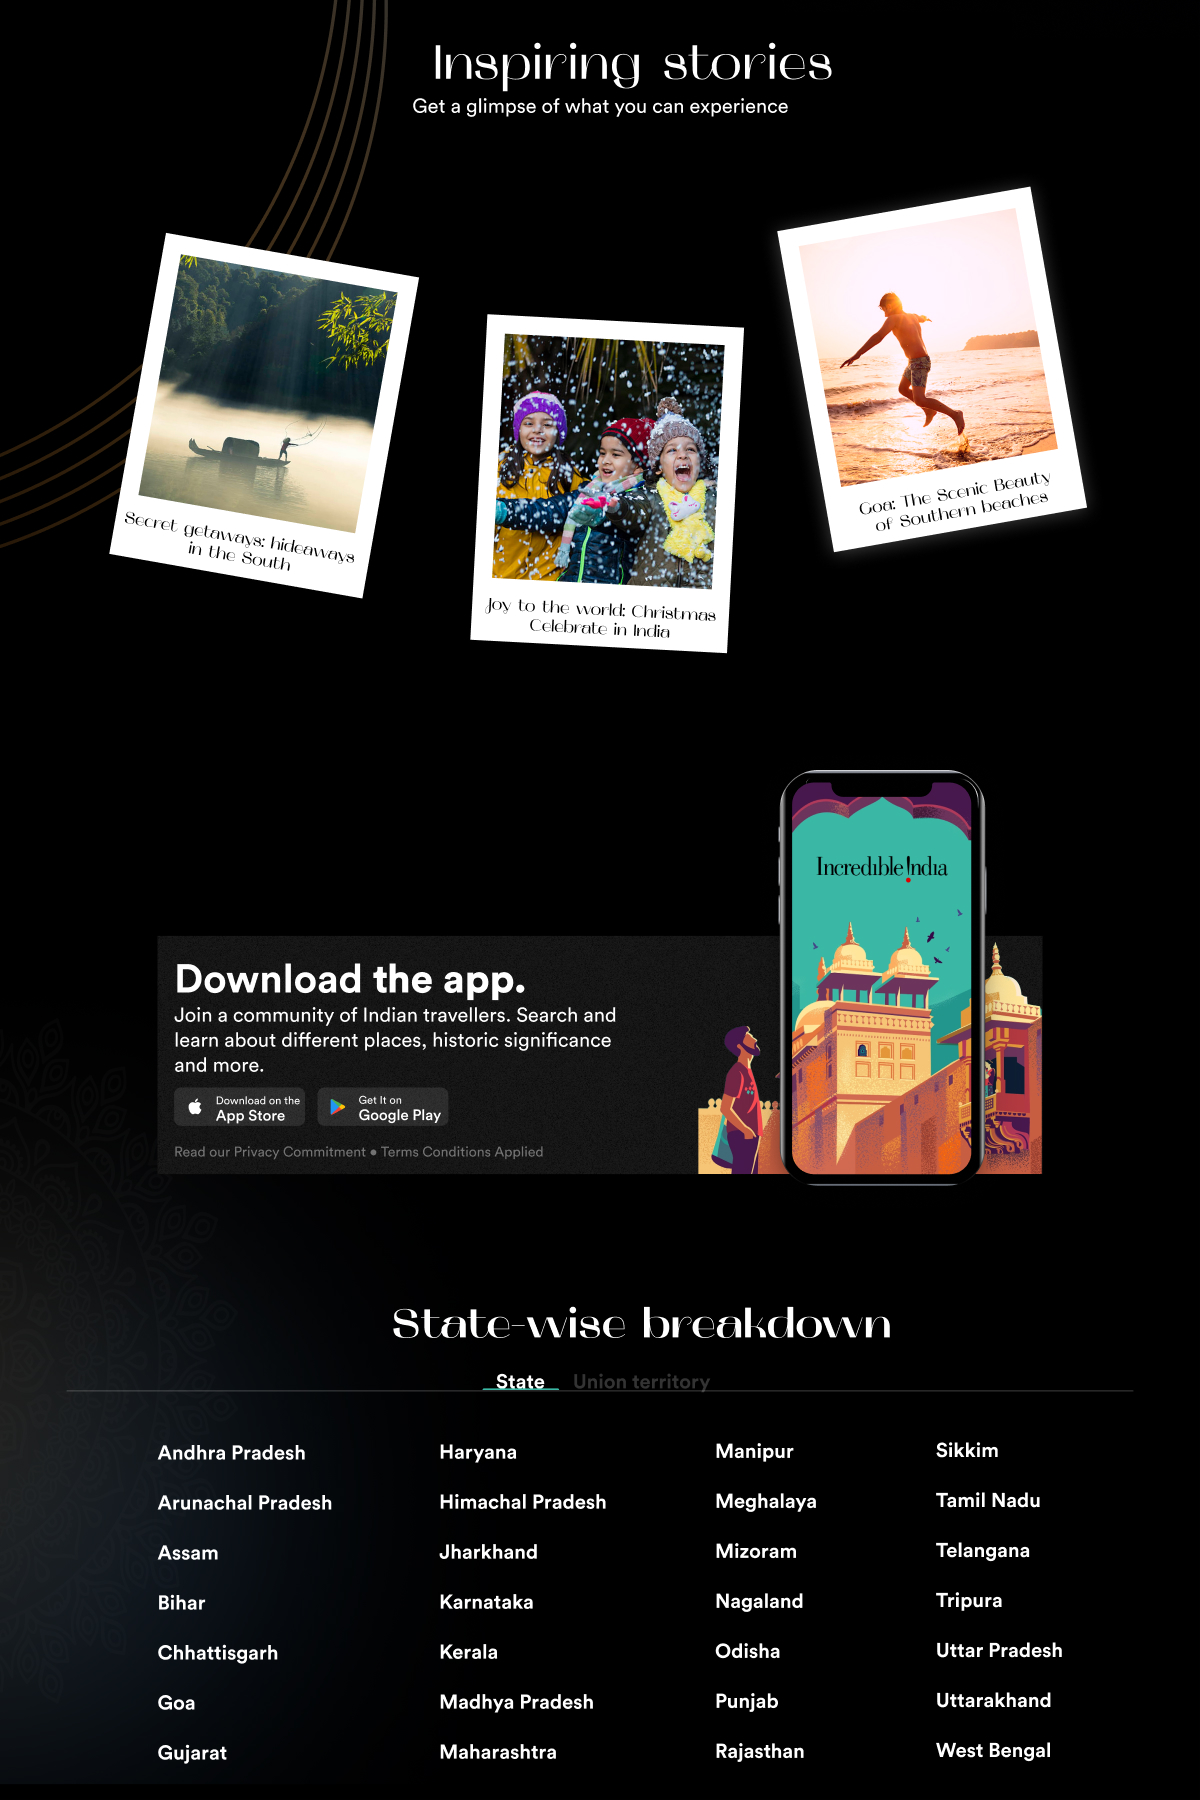 Inspiring stories
Get a glimpse of what you can experience
Secret getaways: hideaways
in the South
Joy to the world: Christmas
Celebrate in India
Goa: The Scenic Beauty
of Southern beaches
Incredıble !ndıa
Download the app.
Join a community of Indian travellers. Search and
learn about different places, historic significance
and more.
Download on the
App Store
Get It on
Google Play
Read our Privacy Commitment • Terms Conditions Applied
State-wise breakdown
State Union territory
Andhra Pradesh Haryana Manipur Sikkim
Arunachal Pradesh Himachal Pradesh Meghalaya Tamil Nadu
Assam Jharkhand Mizoram Telangana
Bihar Karnataka Nagaland Tripura
Chhattisgarh Kerala Odisha Uttar Pradesh
Goa Madhya Pradesh Punjab Uttarakhand
Gujarat Maharashtra Rajasthan West Bengal